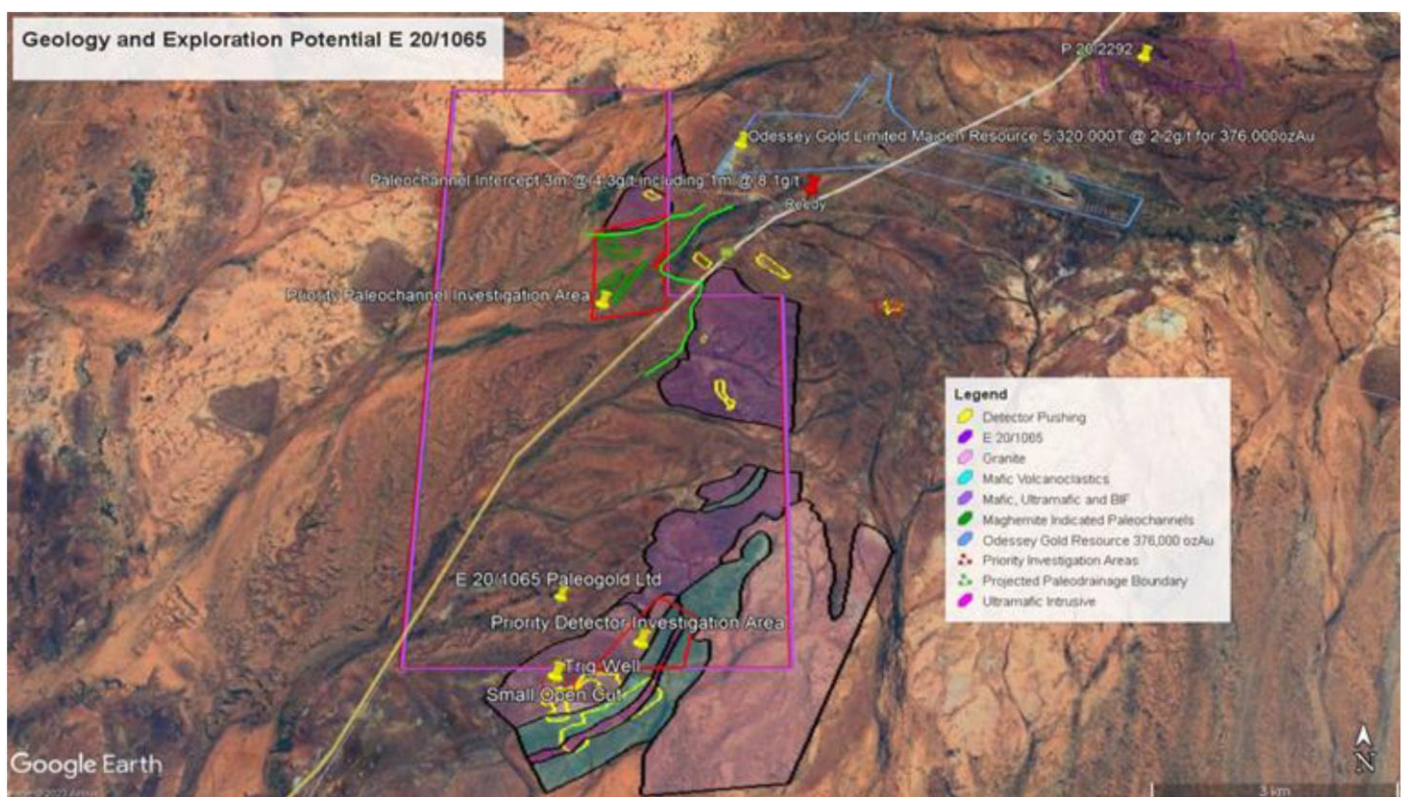 Geology and Exploration Potential E 20/1065
P 20 2292
Odessey Gold Limited Maiden Resource 5,320,000T @ 2.2g/t for 376,000ozAu
Paleochannel Intercept 3m @ 4.3g/t including 1m @ 8.1g/t
Reedy
Priority Paleochannel Investigation Area
Legend
Detector Pushing
E 20/1065
Granite
Mafic Volcanoclastics
Mafic, Ultramafic and BIF
Maghemite Indicated Paleochannels
Odessey Gold Resource 376,000 ozAu
Priority Investigation Areas
Projected Paleodrainage Boundary
Ultramafic Intrusive
E 20/1065 Paleogold Ltd
Priority Detector Investigation Area
Trig Well
Small Open Cut
Google Earth
N
3 km